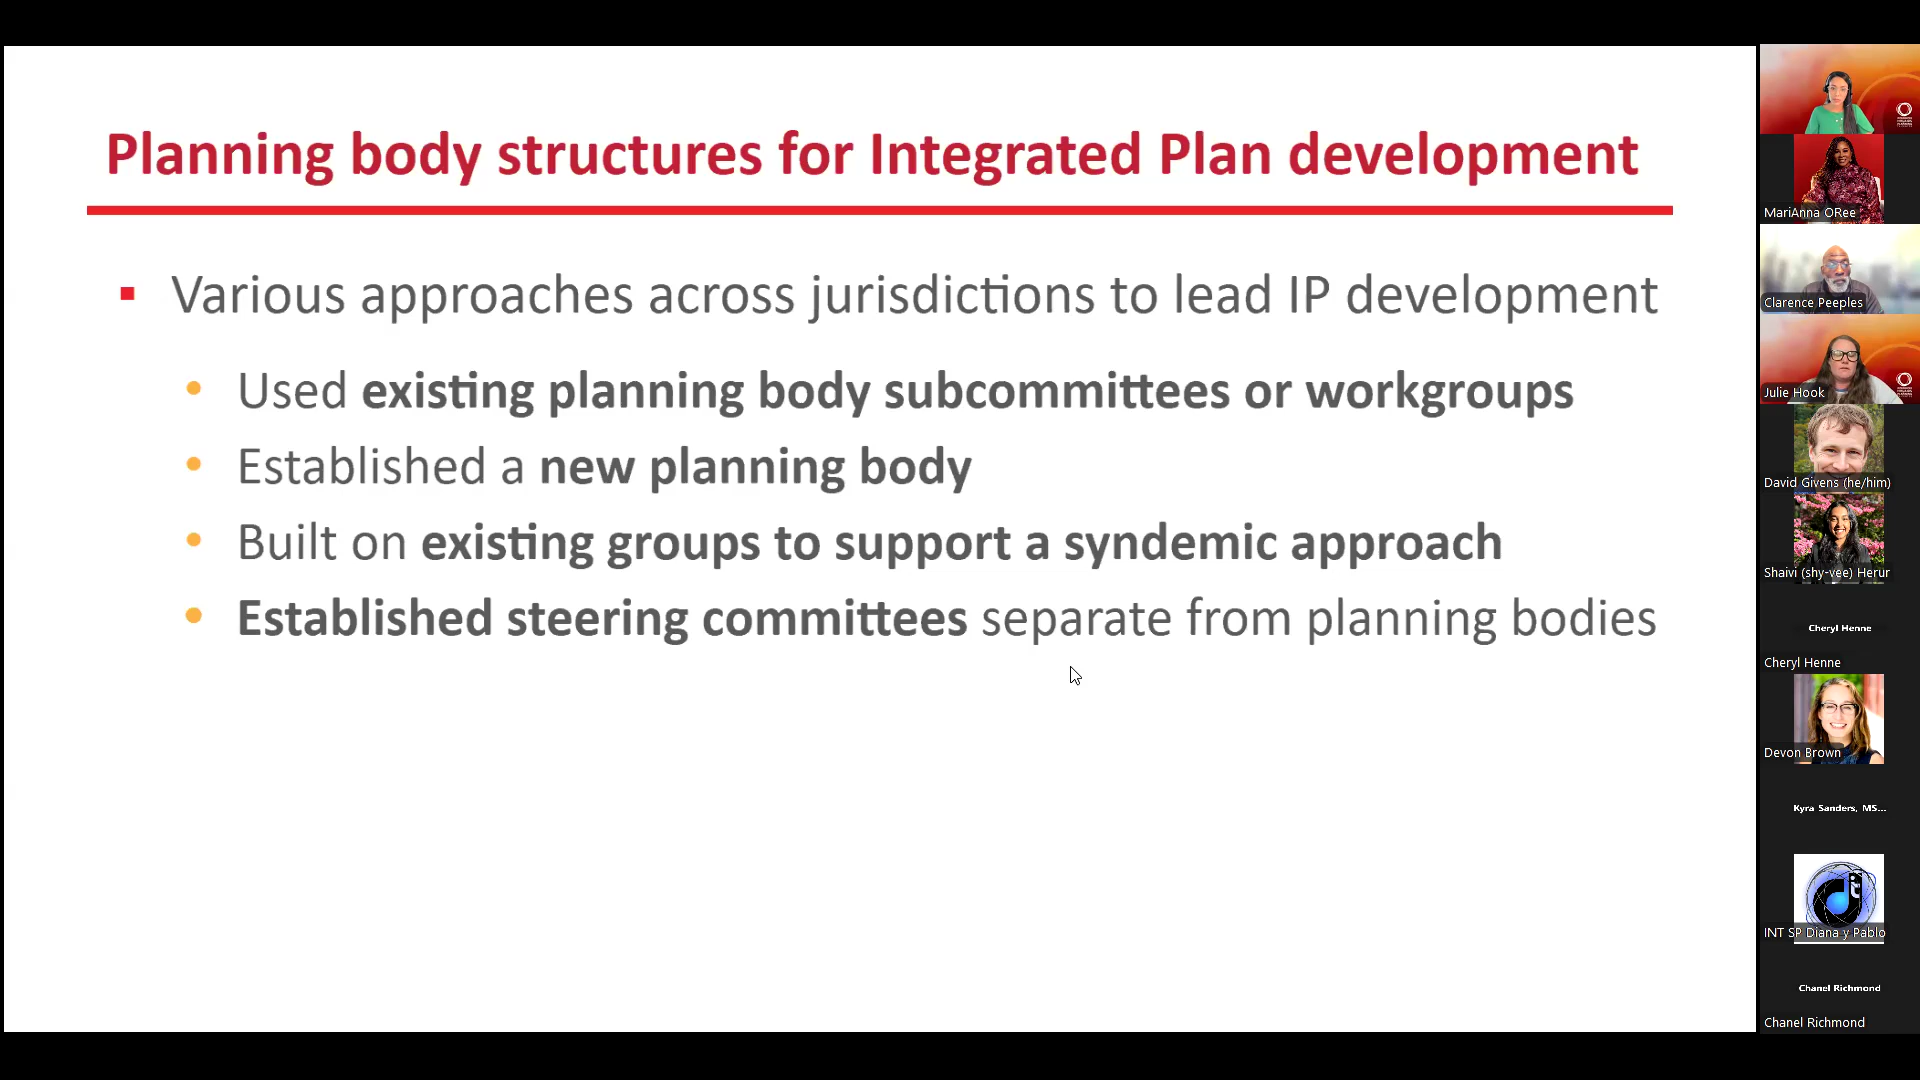 Planning body structures for Integrated Plan development
Various approaches across jurisdictions to lead IP development
Used existing planning body subcommittees or workgroups
Established a new planning body
Built on existing groups to support a syndemic approach
Established steering committees separate from planning bodies
MariAnna ORee
Clarence Peeples
Julie Hook
David Givens (he/him)
Shaivi (shy-vee) Herur
Cheryl Henne
Cheryl Henne
Devon Brown
Kyra Sanders, MS...
INT SP Diana y Pablo
Chanel Richmond
Chanel Richmond